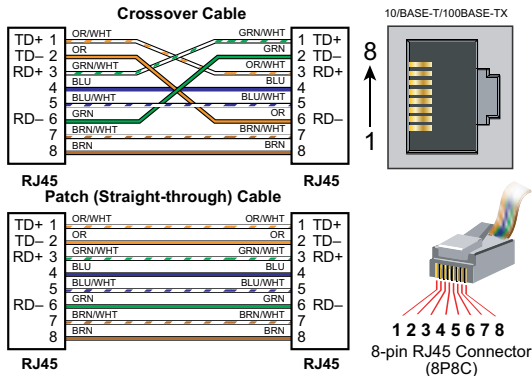 Crossover Cable
10/BASE-T/100BASE-TX
TD+ 1 OR/WHT GRN/WHT 1 TD+
TD– 2 OR GRN 2 TD–
RD+ 3 GRN/WHT OR/WHT 3 RD+
4 BLU BLU 4
5 BLU/WHT BLU/WHT 5
RD– 6 GRN OR 6 RD–
7 BRN/WHT BRN/WHT 7
8 BRN BRN 8
RJ45 RJ45
8
1
Patch (Straight-through) Cable
TD+ 1 OR/WHT OR/WHT 1 TD+
TD– 2 OR OR 2 TD–
RD+ 3 GRN/WHT GRN/WHT 3 RD+
4 BLU BLU 4
5 BLU/WHT BLU/WHT 5
RD– 6 GRN GRN 6 RD–
7 BRN/WHT BRN/WHT 7
8 BRN BRN 8
RJ45 RJ45
1 2 3 4 5 6 7 8
8-pin RJ45 Connector
(8P8C)